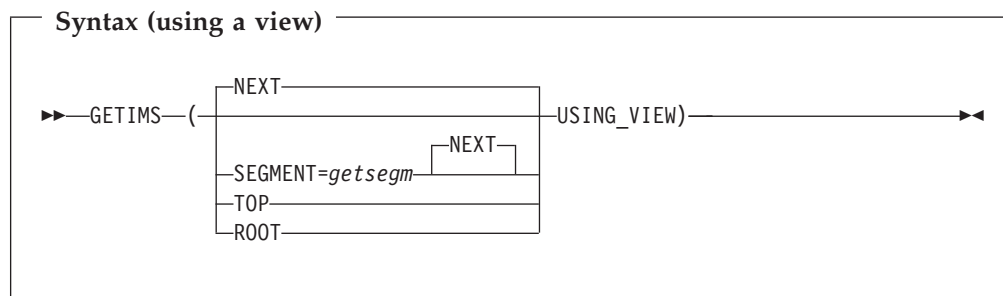 Syntax (using a view)
NEXT
►►—GETIMS—(—USING_VIEW)—►◄
NEXT
SEGMENT=getsegm
TOP
ROOT